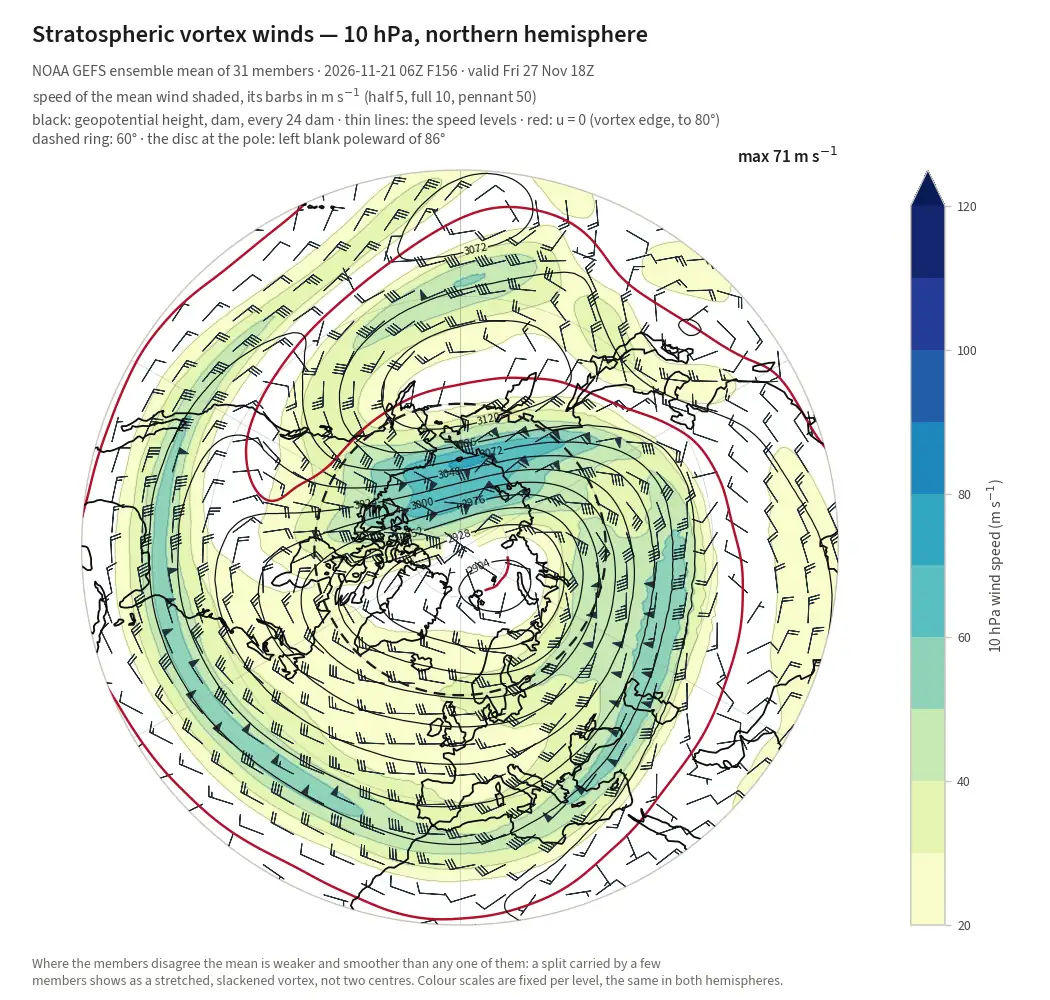 Stratospheric vortex winds — 10 hPa, northern hemisphere
NOAA GEFS ensemble mean of 31 members · 2026-11-21 06Z F156 · valid Fri 27 Nov 18Z
speed of the mean wind shaded, its barbs in m s⁻¹ (half 5, full 10, pennant 50)
black: geopotential height, dam, every 24 dam · thin lines: the speed levels · red: u = 0 (vortex edge, to 80°)
dashed ring: 60° · the disc at the pole: left blank poleward of 86°
max 71 m s⁻¹
120
100
80
60
40
20
10 hPa wind speed (m s⁻¹)
3072
3120
3072
3048
3000
2976
2928
2904
Where the members disagree the mean is weaker and smoother than any one of them: a split carried by a few
members shows as a stretched, slackened vortex, not two centres. Colour scales are fixed per level, the same in both hemispheres.